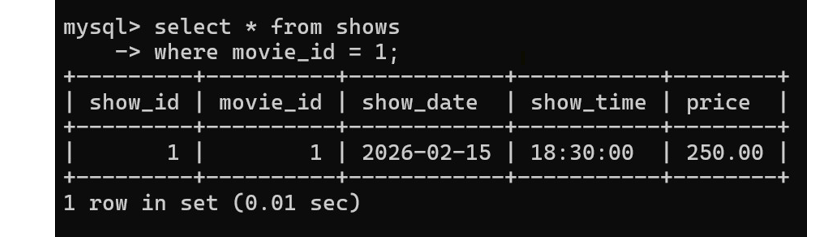 mysql> select * from shows
    -> where movie_id = 1;
+---------+----------+------------+-----------+--------+
| show_id | movie_id | show_date  | show_time | price  |
+---------+----------+------------+-----------+--------+
|       1 |        1 | 2026-02-15 | 18:30:00  | 250.00 |
+---------+----------+------------+-----------+--------+
1 row in set (0.01 sec)